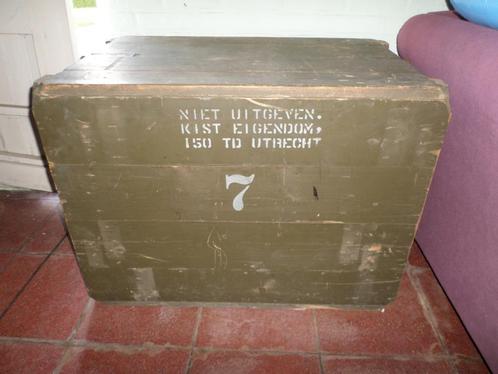 NIET UITGEVEN.
KIST EIGENDOM,
150 TD UTRECHT
7